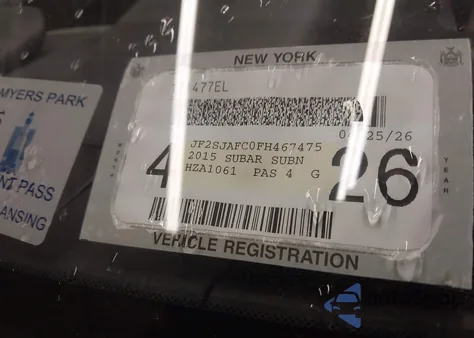 MYERS PARK
NT PASS
ANSING
NEW YORK
477EL
25/26
JF2SJAFC0FH467475
2015 SUBAR SUBN
HZA1061 PAS 4 G
4
26
YEAR
VEHICLE REGISTRATION